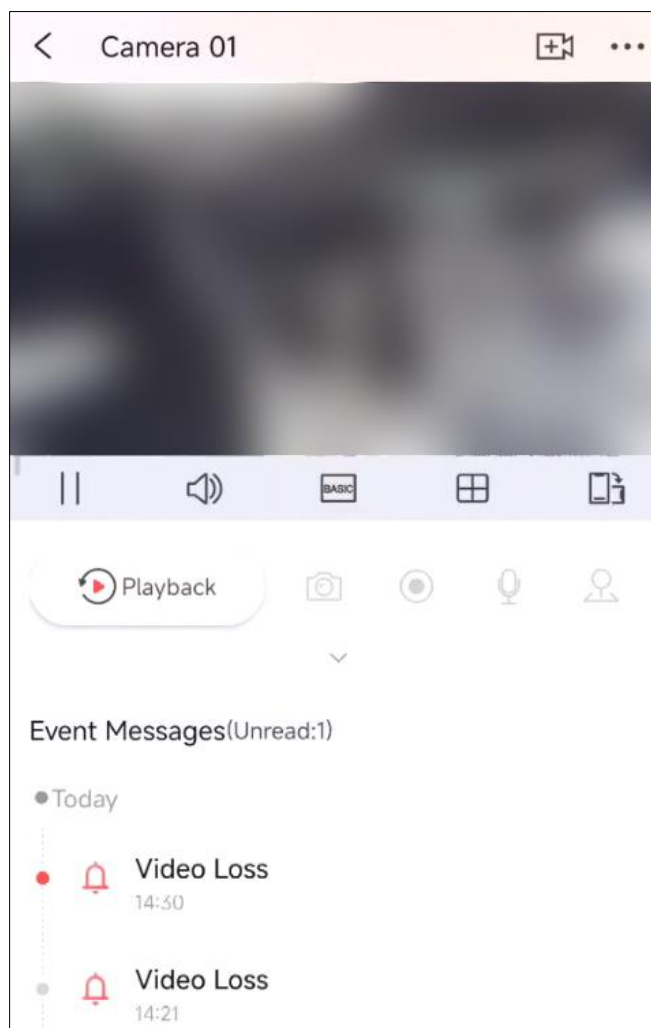 Camera 01
BASIC
Playback
Event Messages(Unread:1)
Today
Video Loss
14:30
Video Loss
14:21